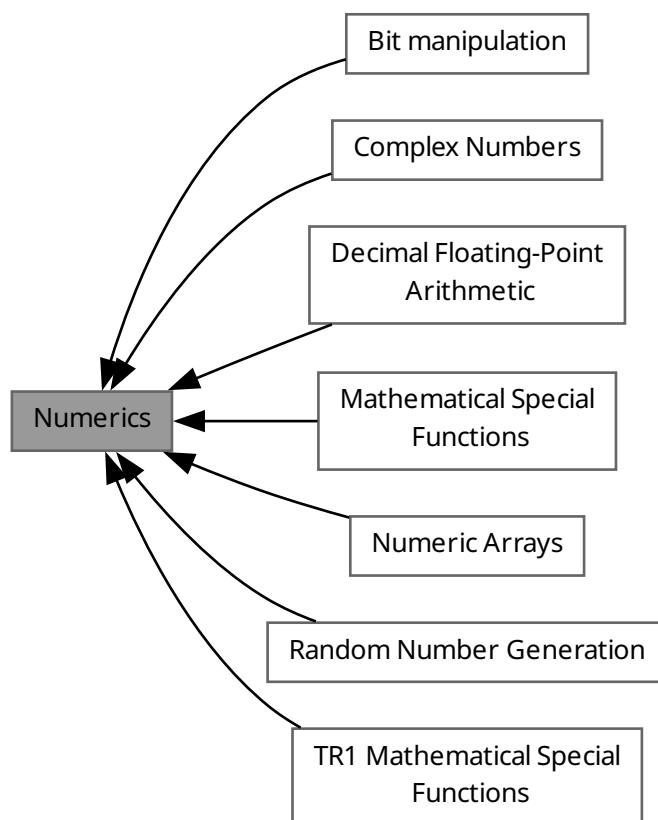 Bit manipulation
Complex Numbers
Decimal Floating-Point
Arithmetic
Numerics
Mathematical Special
Functions
Numeric Arrays
Random Number Generation
TR1 Mathematical Special
Functions